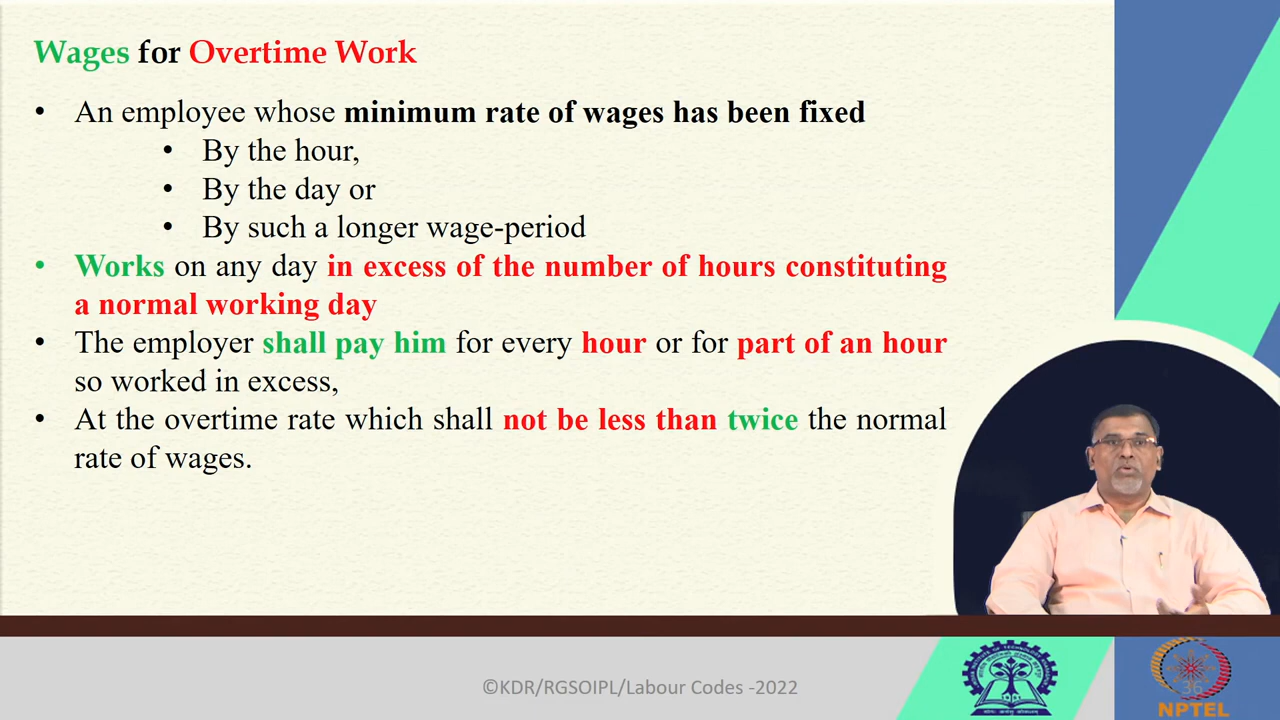 Wages for Overtime Work
• An employee whose minimum rate of wages has been fixed
• By the hour,
• By the day or
• By such a longer wage-period
• Works on any day in excess of the number of hours constituting
a normal working day
• The employer shall pay him for every hour or for part of an hour
so worked in excess,
• At the overtime rate which shall not be less than twice the normal
rate of wages.
©KDR/RGSOIPL/Labour Codes -2022
36
NPTEL